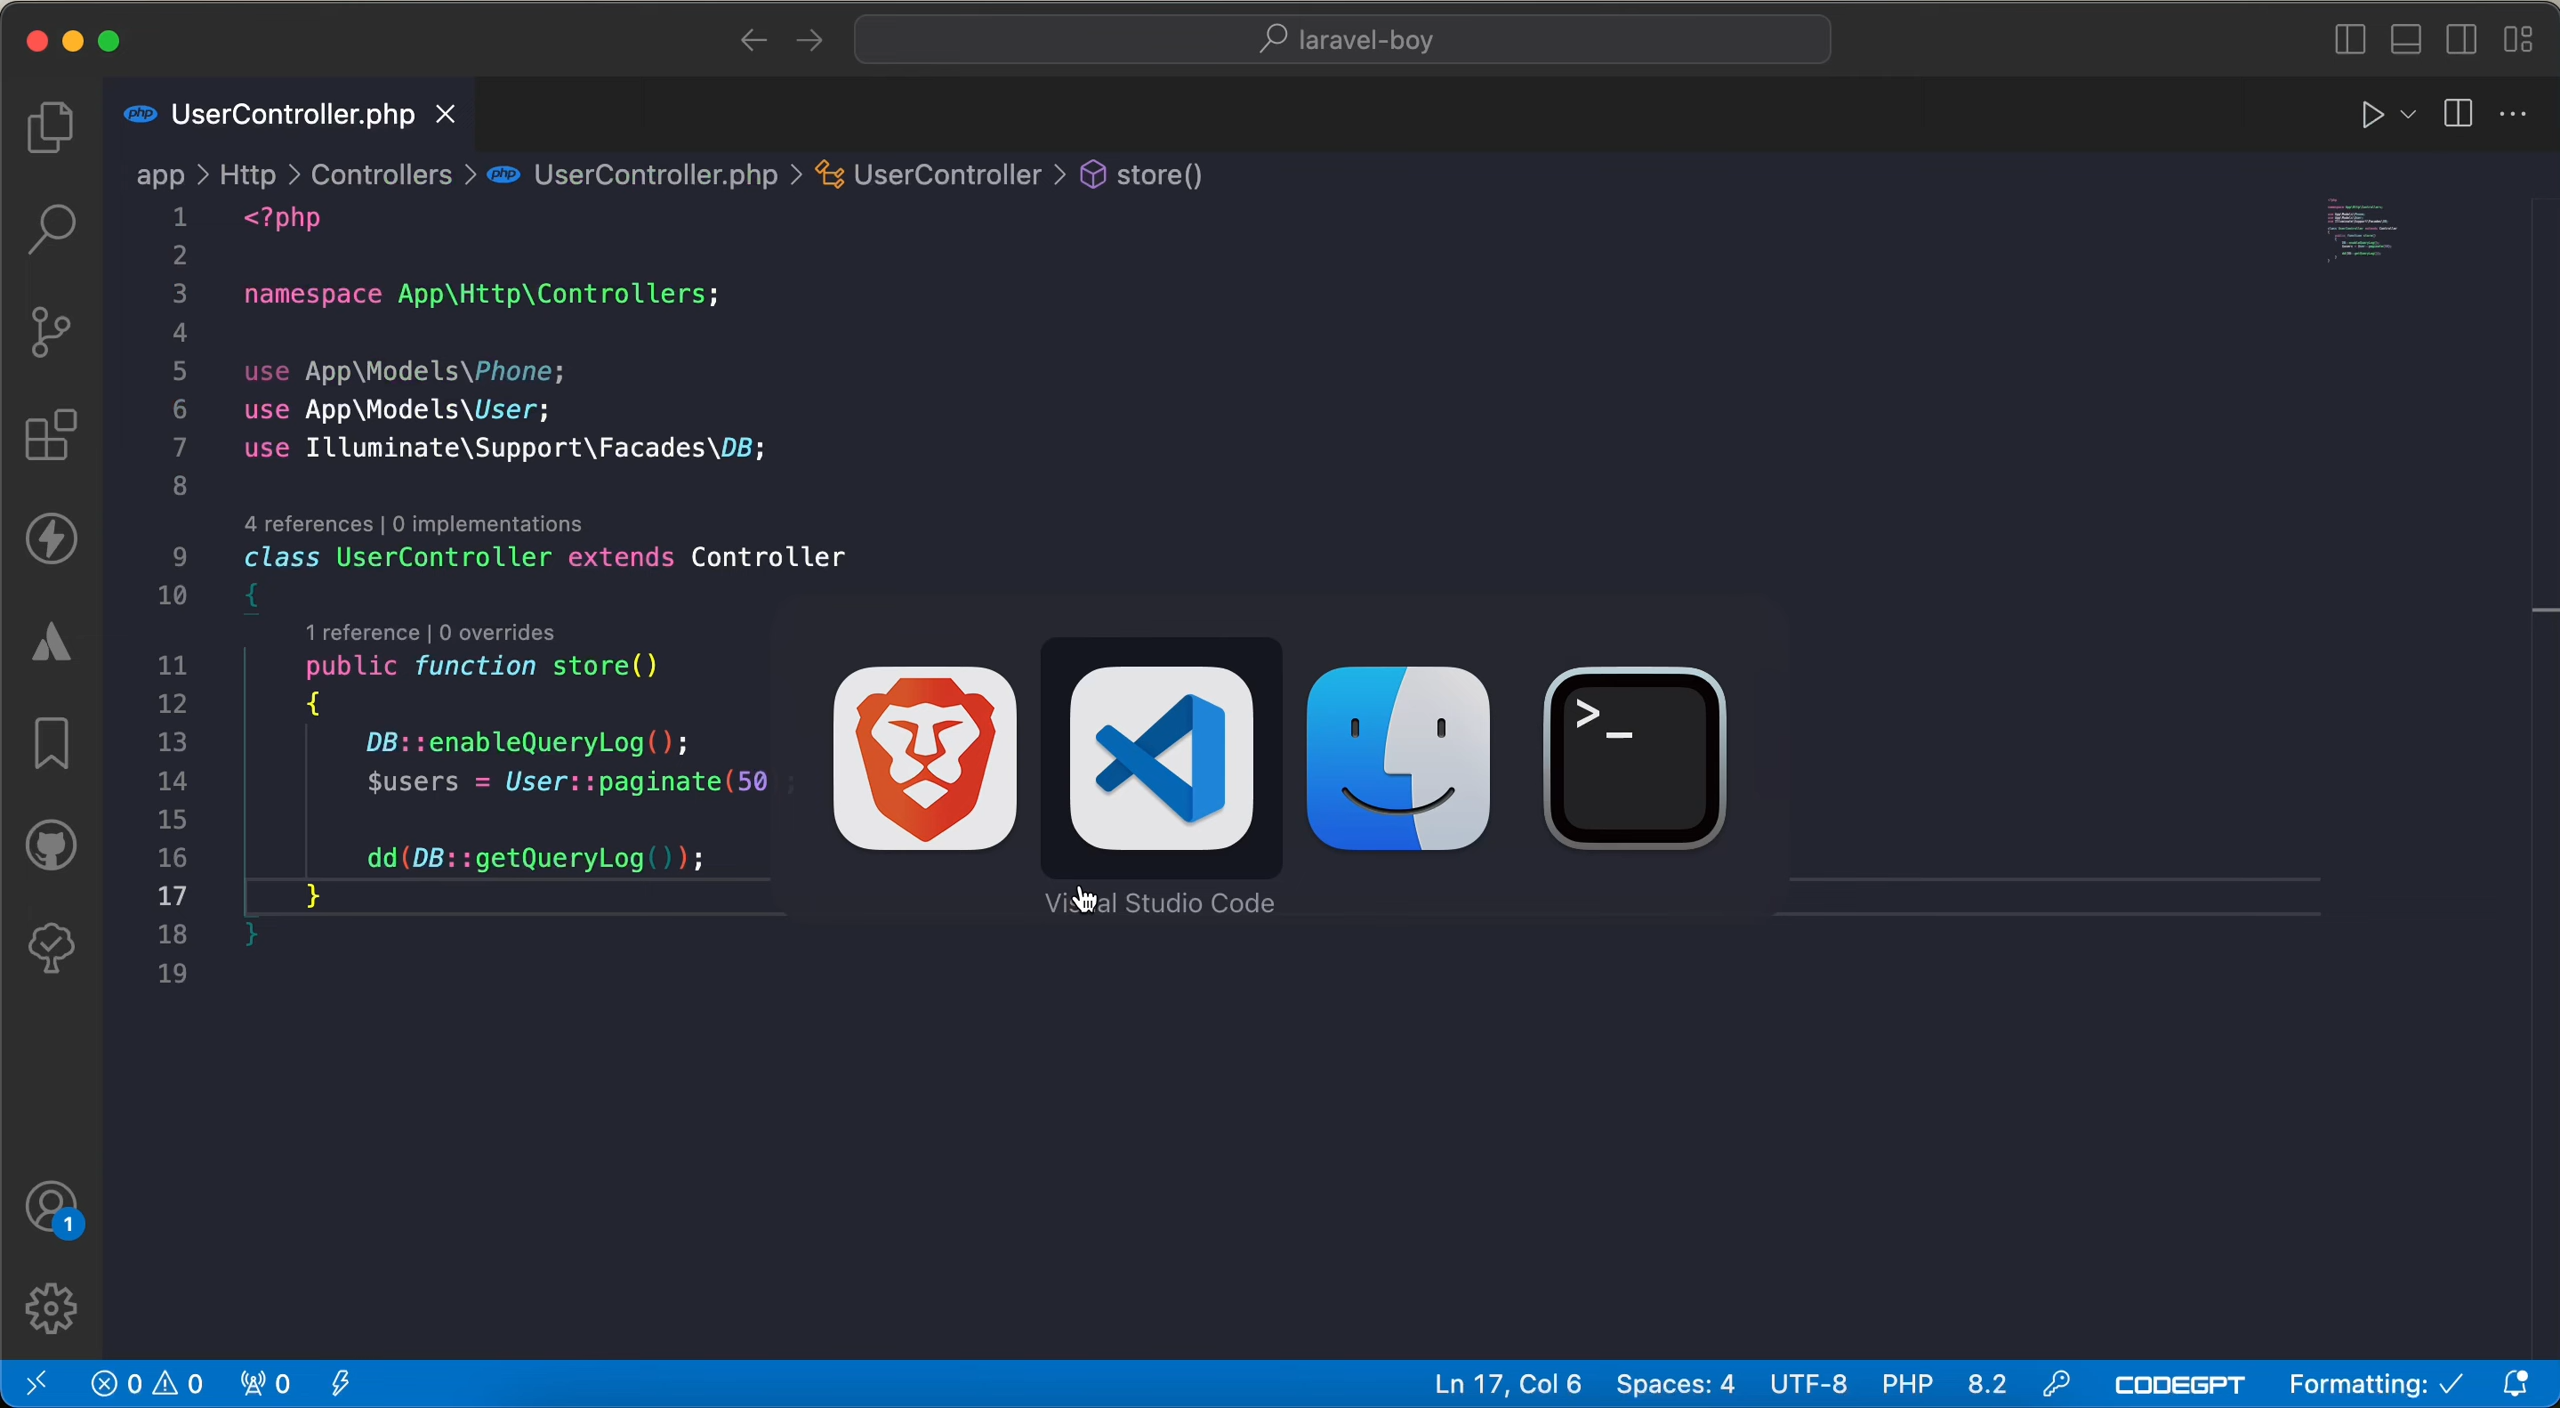 laravel-boy
php UserController.php
app > Http > Controllers > php UserController.php > UserController > store()
1 <?php
2
3 namespace App\Http\Controllers;
4
5 use App\Models\Phone;
6 use App\Models\User;
7 use Illuminate\Support\Facades\DB;
8
4 references | 0 implementations
9 class UserController extends Controller
10 {
1 reference | 0 overrides
11 public function store()
12 {
13 DB::enableQueryLog();
14 $users = User::paginate(50 ;
15
16 dd(DB::getQueryLog());
17 }
18 }
19
>_
Visual Studio Code
1
0 0 0 Ln 17, Col 6 Spaces: 4 UTF-8 PHP 8.2 CODEGPT Formatting: ✓